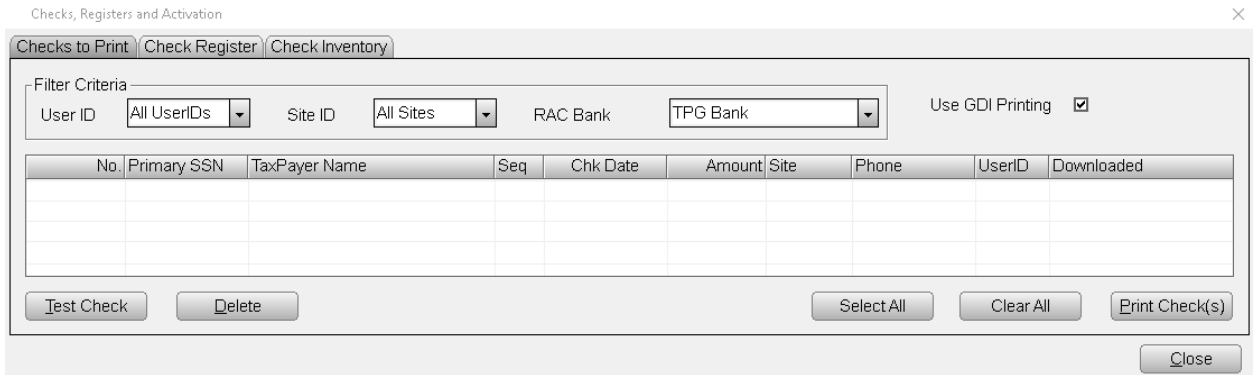 Checks, Registers and Activation
Checks to Print Check Register Check Inventory
Filter Criteria
User ID All UserIDs Site ID All Sites RAC Bank TPG Bank Use GDI Printing
No. Primary SSN TaxPayer Name Seq Chk Date Amount Site Phone UserID Downloaded
Test Check Delete Select All Clear All Print Check(s)
Close